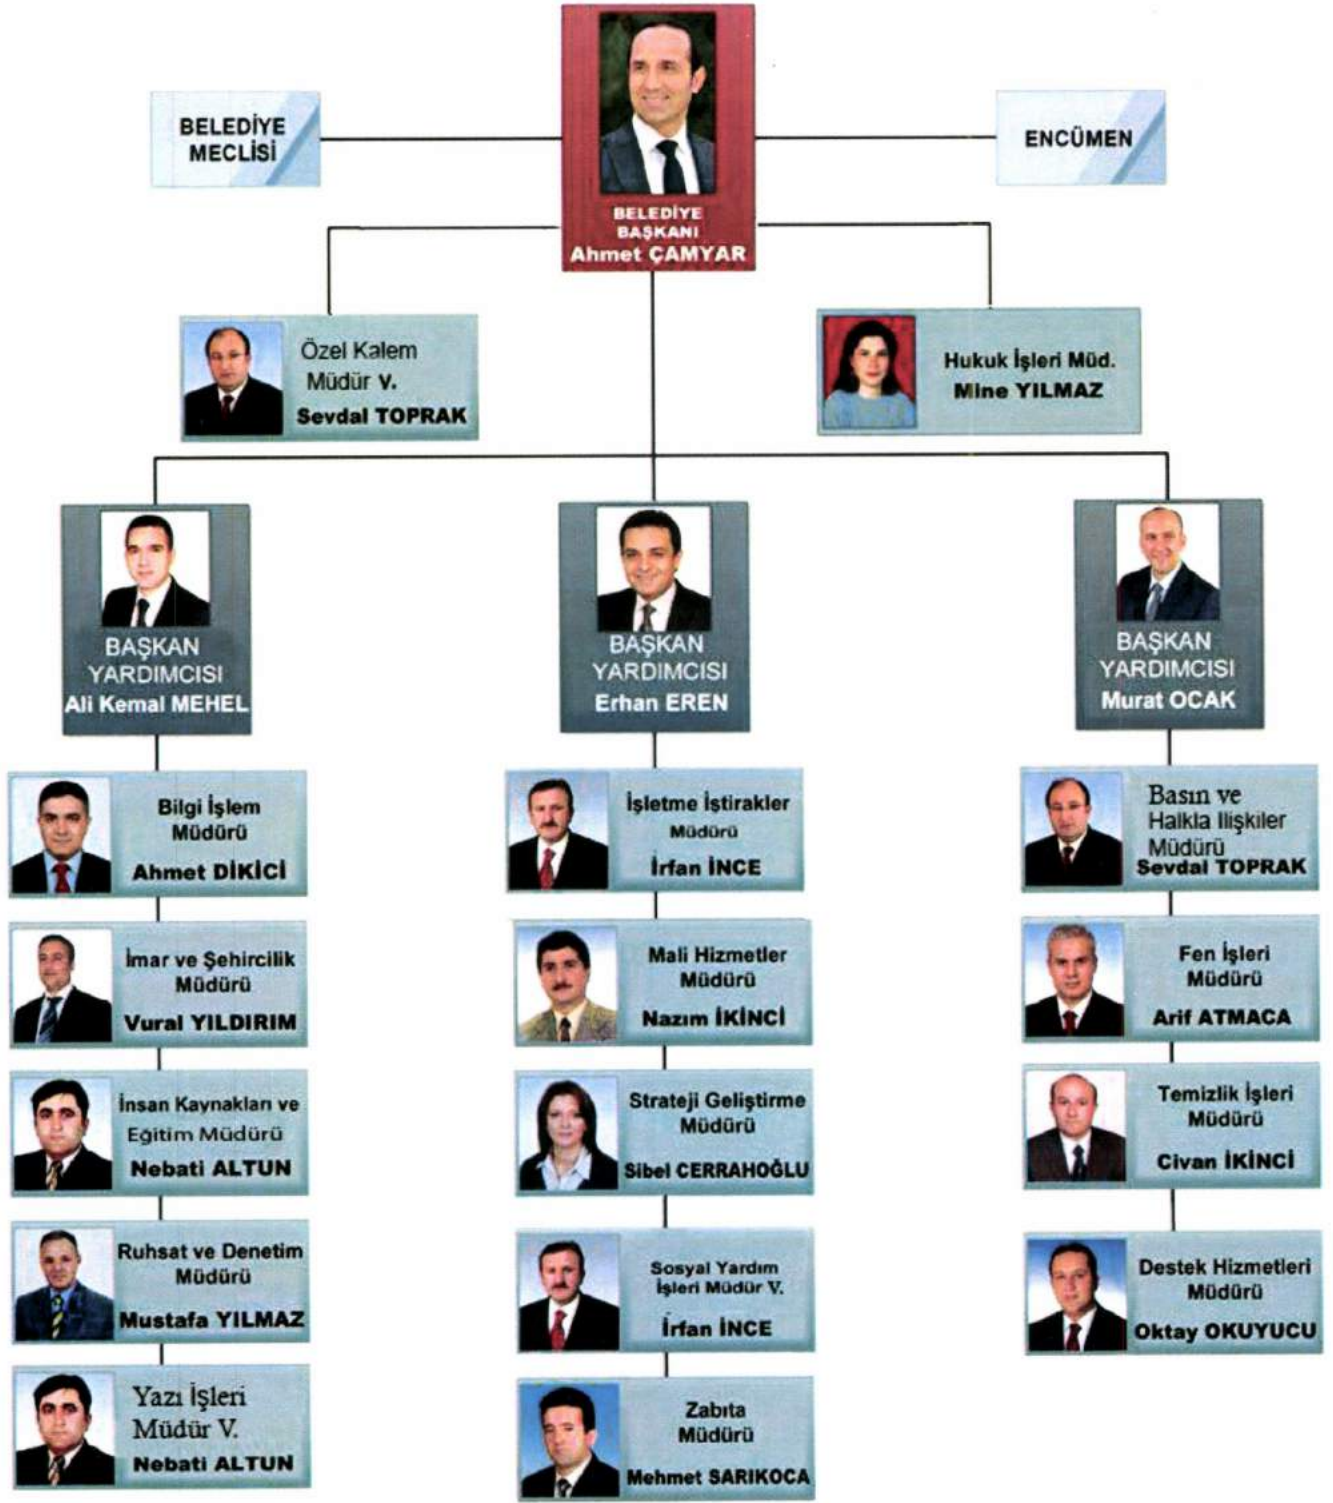 BELEDİYE
MECLİSİ
ENCÜMEN
BELEDİYE
BAŞKANI
Ahmet ÇAMYAR
Özel Kalem
Müdür V.
Sevdal TOPRAK
Hukuk İşleri Müd.
Mine YILMAZ
BAŞKAN
YARDIMCISI
Ali Kemal MEHEL
BAŞKAN
YARDIMCISI
Erhan EREN
BAŞKAN
YARDIMCISI
Murat OCAK
Bilgi İşlem
Müdürü
Ahmet DİKİCİ
İmar ve Şehircilik
Müdürü
Vural YILDIRIM
İnsan Kaynakları ve
Eğitim Müdürü
Nebati ALTUN
Ruhsat ve Denetim
Müdürü
Mustafa YILMAZ
Yazı İşleri
Müdür V.
Nebati ALTUN
İşletme İştirakler
Müdürü
İrfan İNCE
Mali Hizmetler
Müdürü
Nazım İKİNCİ
Strateji Geliştirme
Müdürü
Sibel CERRAHOĞLU
Sosyal Yardım
İşleri Müdür V.
İrfan İNCE
Zabıta
Müdürü
Mehmet SARIKOCA
Basın ve
Halkla İlişkiler
Müdürü
Sevdal TOPRAK
Fen İşleri
Müdürü
Arif ATMACA
Temizlik İşleri
Müdürü
Civan İKİNCİ
Destek Hizmetleri
Müdürü
Oktay OKUYUCU